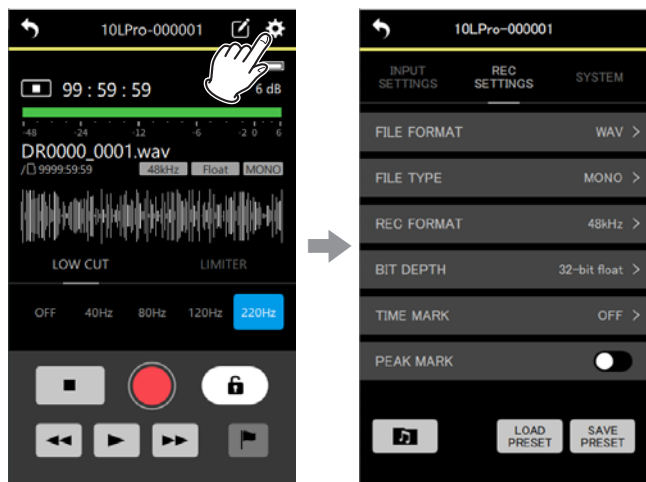 10LPro-000001
99 : 59 : 59
6 dB
-48 -24 -12 -6 -2 0 6
DR0000_0001.wav
/ 9999:59:59 48kHz Float MONO
LOW CUT LIMITER
OFF 40Hz 80Hz 120Hz 220Hz
10LPro-000001
INPUT SETTINGS
REC SETTINGS
SYSTEM
FILE FORMAT WAV >
FILE TYPE MONO >
REC FORMAT 48kHz >
BIT DEPTH 32-bit float >
TIME MARK OFF >
PEAK MARK
LOAD PRESET
SAVE PRESET